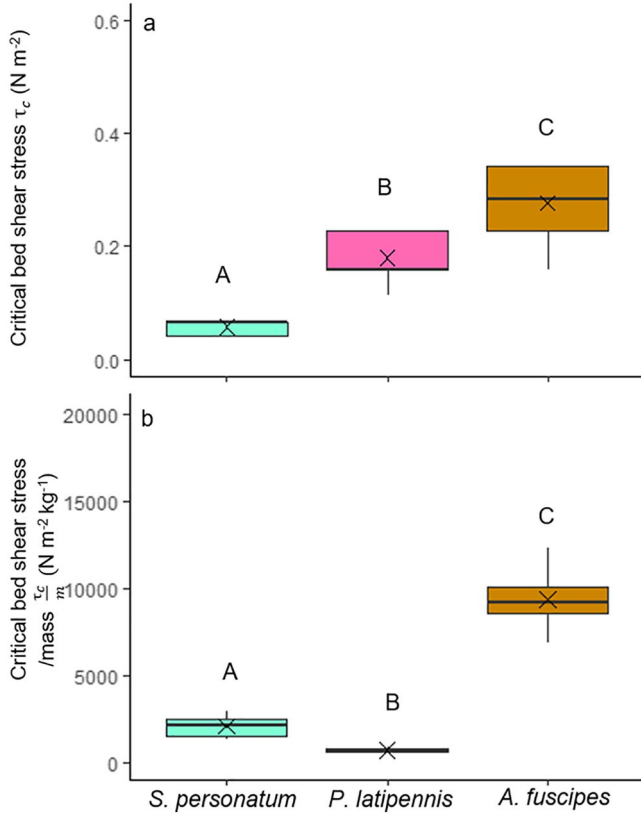 a
Critical bed shear stress τc (N m⁻²)
0.6
0.4
0.2
0.0
A
B
C
b
Critical bed shear stress
/mass τc/m (N m⁻² kg⁻¹)
20000
15000
10000
5000
0
A
B
C
S. personatum P. latipennis A. fuscipes